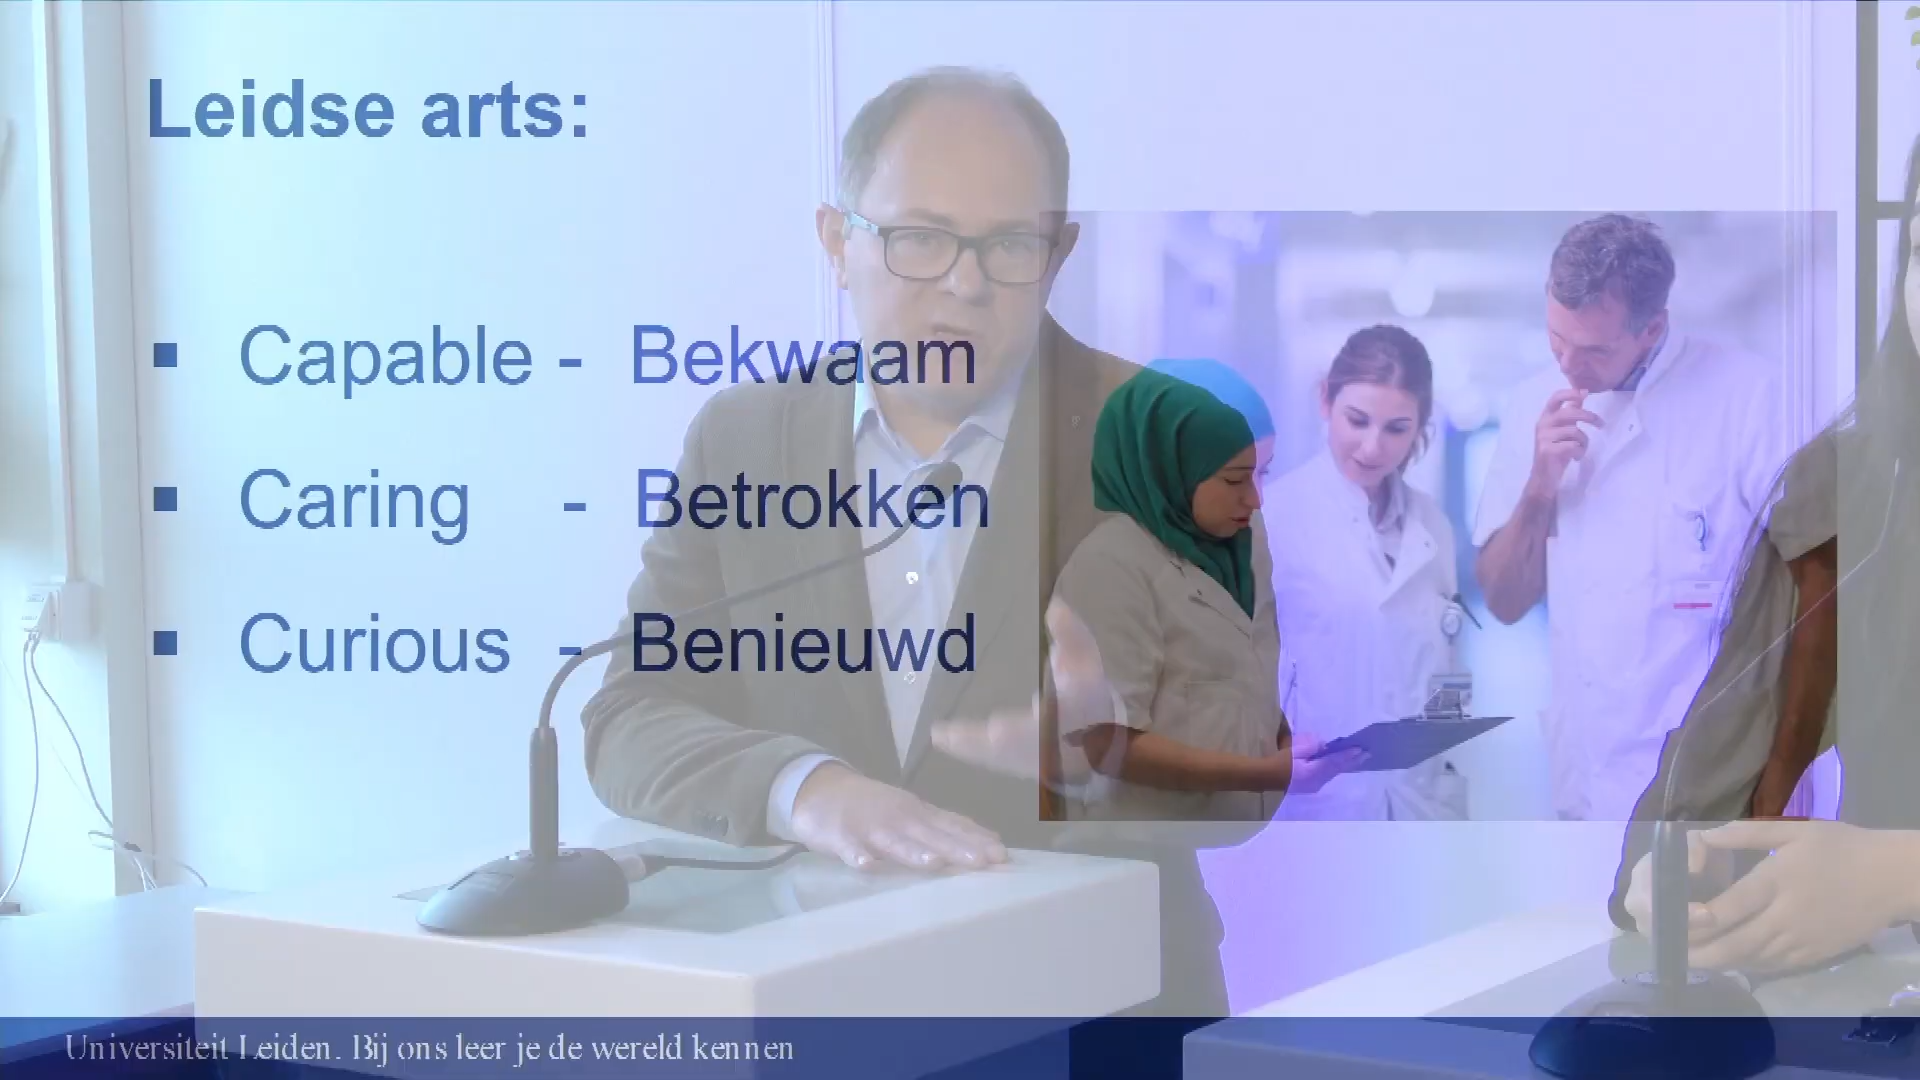 Leidse arts:
▪ Capable - Bekwaam
▪ Caring - Betrokken
▪ Curious - Benieuwd
Universiteit Leiden. Bij ons leer je de wereld kennen